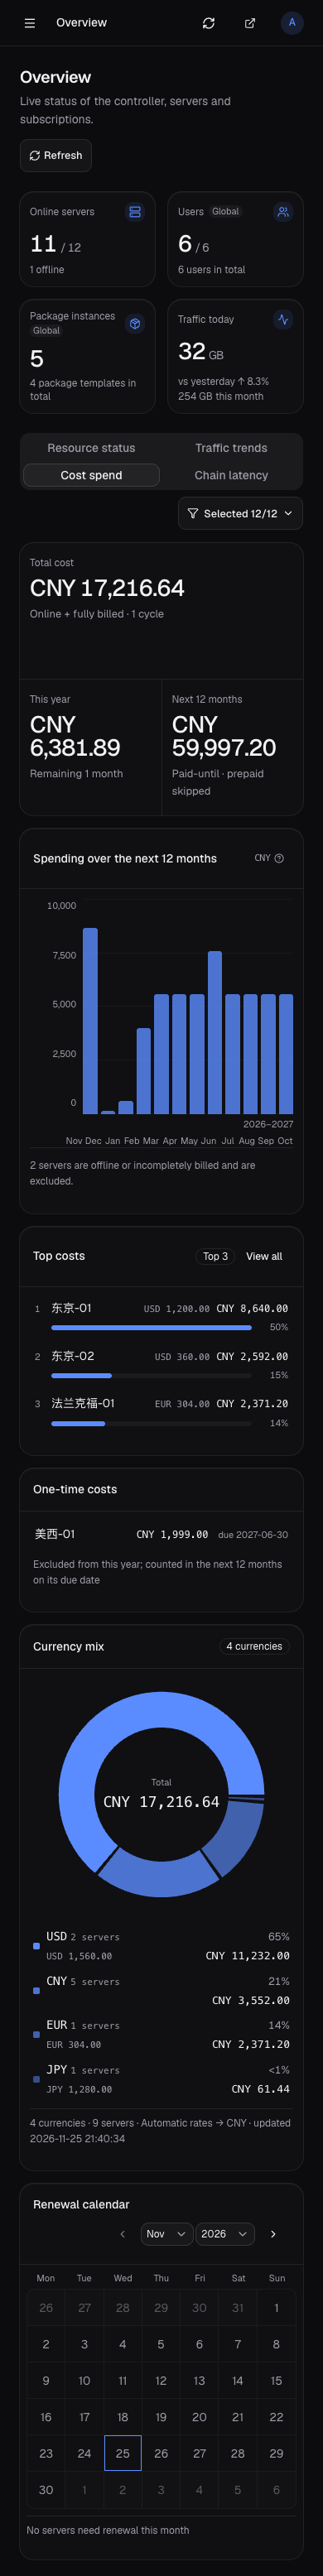 Overview
A
Overview
Live status of the controller, servers and
subscriptions.
Refresh
Online servers
11 / 12
1 offline
Users Global
6 / 6
6 users in total
Package instances
Global
5
4 package templates in
total
Traffic today
32 GB
vs yesterday ↑ 8.3%
254 GB this month
Resource status
Traffic trends
Cost spend
Chain latency
Selected 12/12
Total cost
CNY 17,216.64
Online + fully billed · 1 cycle
This year
CNY
6,381.89
Remaining 1 month
Next 12 months
CNY
59,997.20
Paid-until · prepaid
skipped
Spending over the next 12 months
CNY
10,000
7,500
5,000
2,500
0
2026–2027
Nov Dec Jan Feb Mar Apr May Jun Jul Aug Sep Oct
2 servers are offline or incompletely billed and are
excluded.
Top costs
Top 3
View all
1 东京-01 USD 1,200.00 CNY 8,640.00
50%
2 东京-02 USD 360.00 CNY 2,592.00
15%
3 法兰克福-01 EUR 304.00 CNY 2,371.20
14%
One-time costs
美西-01 CNY 1,999.00 due 2027-06-30
Excluded from this year; counted in the next 12 months
on its due date
Currency mix
4 currencies
Total
CNY 17,216.64
USD 2 servers 65%
USD 1,560.00 CNY 11,232.00
CNY 5 servers 21%
CNY 3,552.00
EUR 1 servers 14%
EUR 304.00 CNY 2,371.20
JPY 1 servers <1%
JPY 1,280.00 CNY 61.44
4 currencies · 9 servers · Automatic rates → CNY · updated
2026-11-25 21:40:34
Renewal calendar
Nov 2026
Mon Tue Wed Thu Fri Sat Sun
26 27 28 29 30 31 1
2 3 4 5 6 7 8
9 10 11 12 13 14 15
16 17 18 19 20 21 22
23 24 25 26 27 28 29
30 1 2 3 4 5 6
No servers need renewal this month